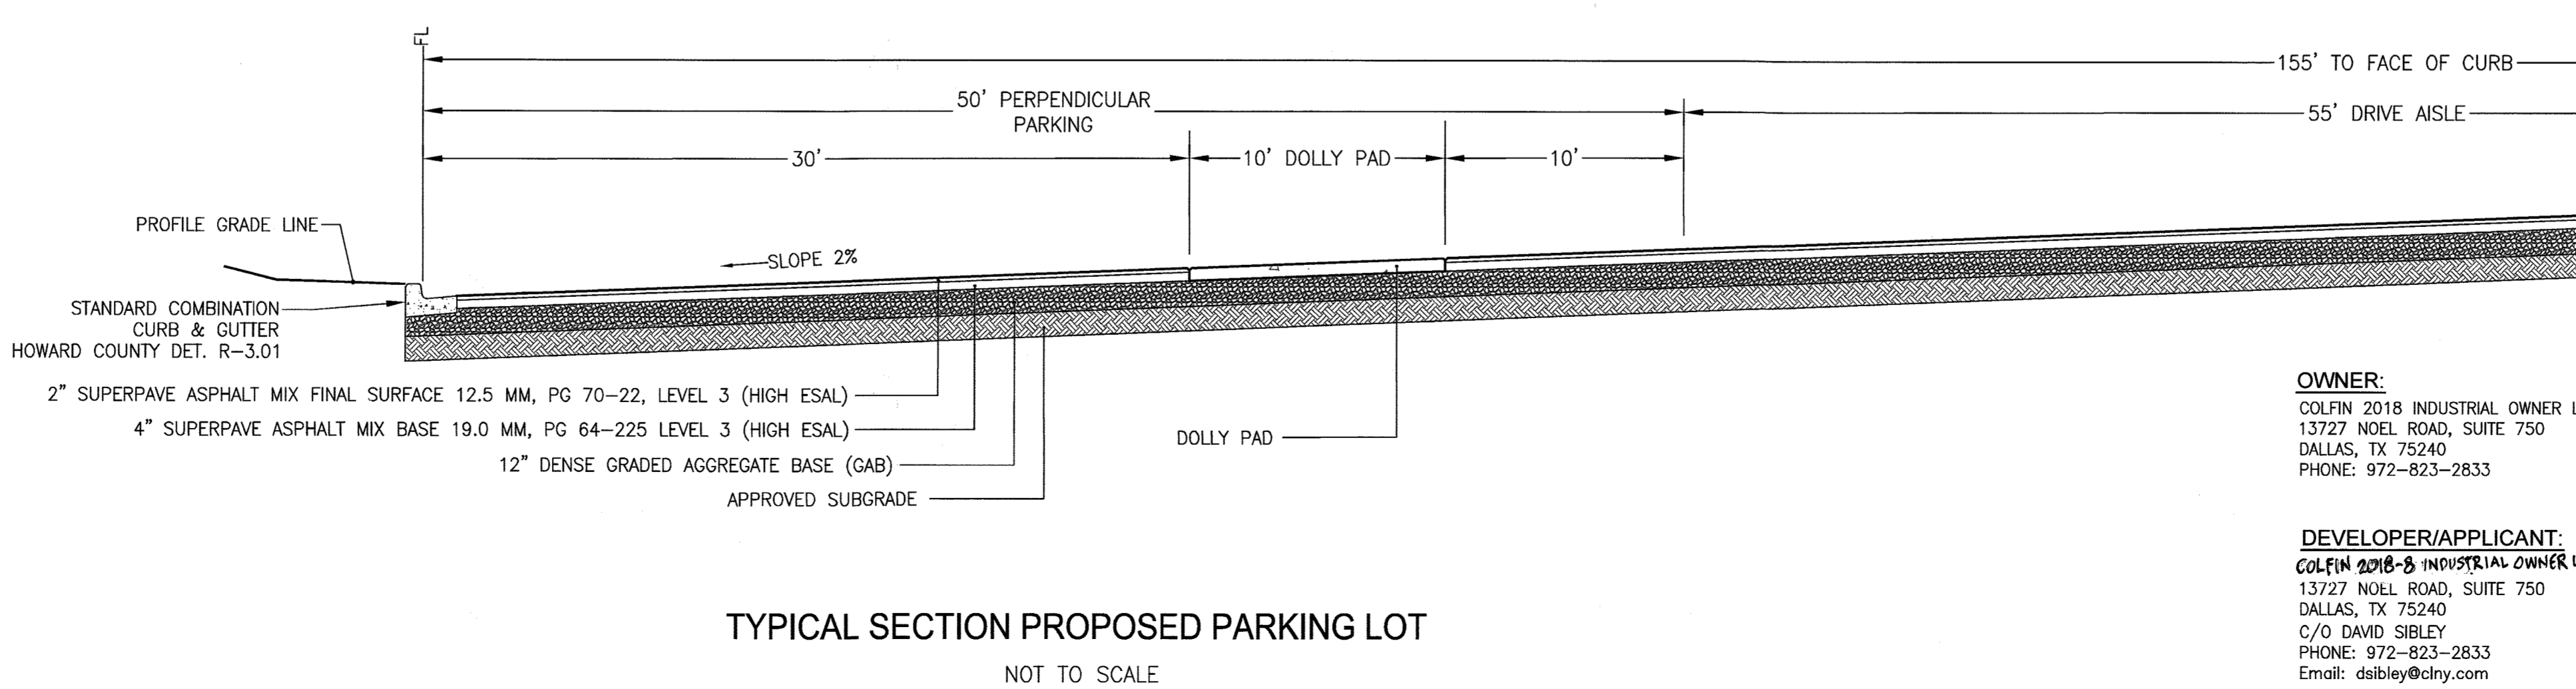 FL
155' TO FACE OF CURB
50' PERPENDICULAR
PARKING
55' DRIVE AISLE
30'
10' DOLLY PAD
10'
PROFILE GRADE LINE
SLOPE 2%
STANDARD COMBINATION
CURB & GUTTER
HOWARD COUNTY DET. R-3.01
2" SUPERPAVE ASPHALT MIX FINAL SURFACE 12.5 MM, PG 70-22, LEVEL 3 (HIGH ESAL)
4" SUPERPAVE ASPHALT MIX BASE 19.0 MM, PG 64-225 LEVEL 3 (HIGH ESAL)
12" DENSE GRADED AGGREGATE BASE (GAB)
APPROVED SUBGRADE
DOLLY PAD
TYPICAL SECTION PROPOSED PARKING LOT
NOT TO SCALE
OWNER:
COLFIN 2018 INDUSTRIAL OWNER
13727 NOEL ROAD, SUITE 750
DALLAS, TX 75240
PHONE: 972-823-2833
DEVELOPER/APPLICANT:
COLFIN 2018-8 INDUSTRIAL OWNER
13727 NOEL ROAD, SUITE 750
DALLAS, TX 75240
C/O DAVID SIBLEY
PHONE: 972-823-2833
Email: dsibley@clny.com